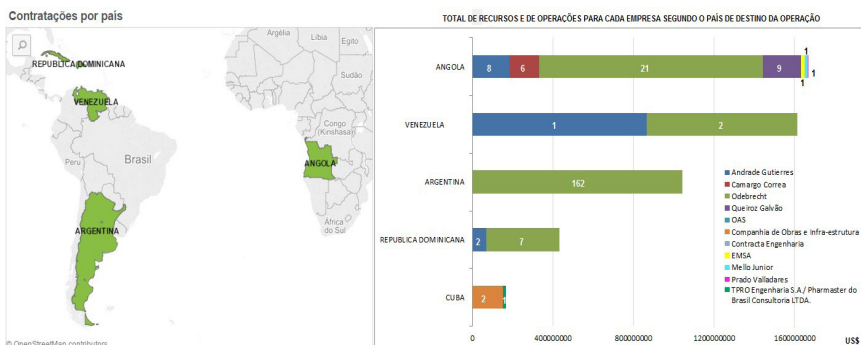 Contratações por país
TOTAL DE RECURSOS E DE OPERAÇÕES PARA CADA EMPRESA SEGUNDO O PAÍS DE DESTINO DA OPERAÇÃO
Argélia
Líbia
Egito
REPUBLICA DOMINICANA
VENEZUELA
Sudão
Congo
(Kinshasa)
Peru
Brasil
ANGOLA
ARGENTINA
África
do Sul
© OpenStreetMap contributors
ANGOLA
8
6
21
9
1
1
1
VENEZUELA
1
2
ARGENTINA
162
REPUBLICA DOMINICANA
2
7
CUBA
2
Andrade Gutierres
Camargo Correa
Odebrecht
Queiroz Galvão
OAS
Companhia de Obras e Infra-estrutura
Contracta Engenharia
EMSA
Mello Junior
Prado Valladares
TPRO Engenharia S.A./ Pharmaster do
Brasil Consultoria LTDA.
0
400000000
800000000
1200000000
1600000000
US$